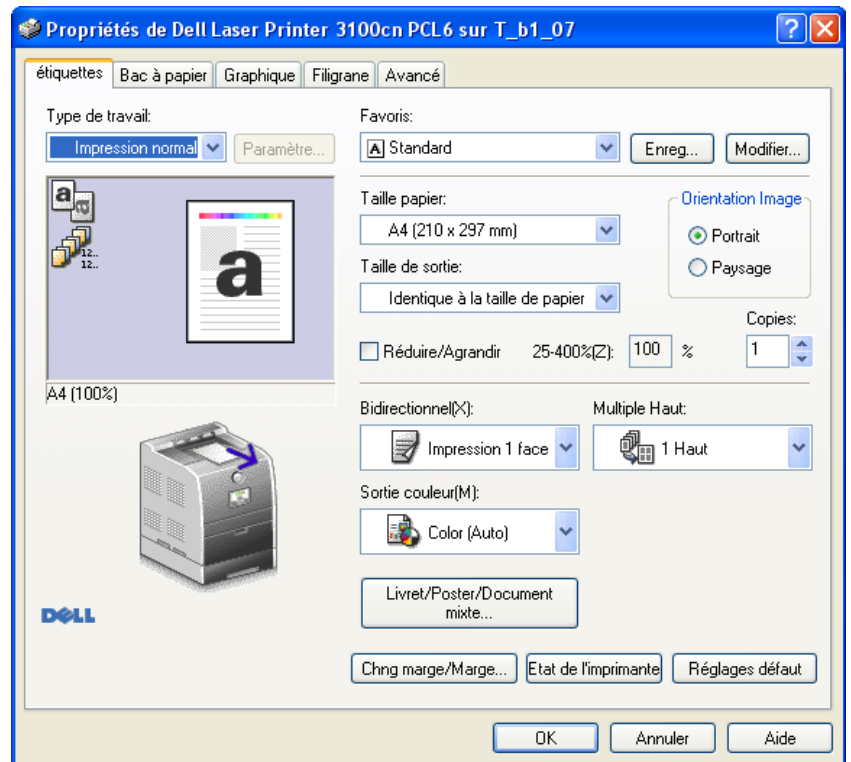 Propriétés de Dell Laser Printer 3100cn PCL6 sur T_b1_07
étiquettes Bac à papier Graphique Filigrane Avancé
Type de travail:
Impression normal Paramètre...
Favoris:
Standard Enreg... Modifier...
Taille papier:
A4 (210 x 297 mm)
Orientation Image
Portrait
Paysage
Taille de sortie:
Identique à la taille de papier
Copies:
Réduire/Agrandir 25-400%(Z): 100 % 1
A4 (100%)
Bidirectionnel(X): Multiple Haut:
Impression 1 face 1 Haut
Sortie couleur(M):
Color (Auto)
Livret/Poster/Document
mixte...
DELL
Chng marge/Marge... Etat de l'imprimante Réglages défaut
OK Annuler Aide
a
a
12..
12..
a
A